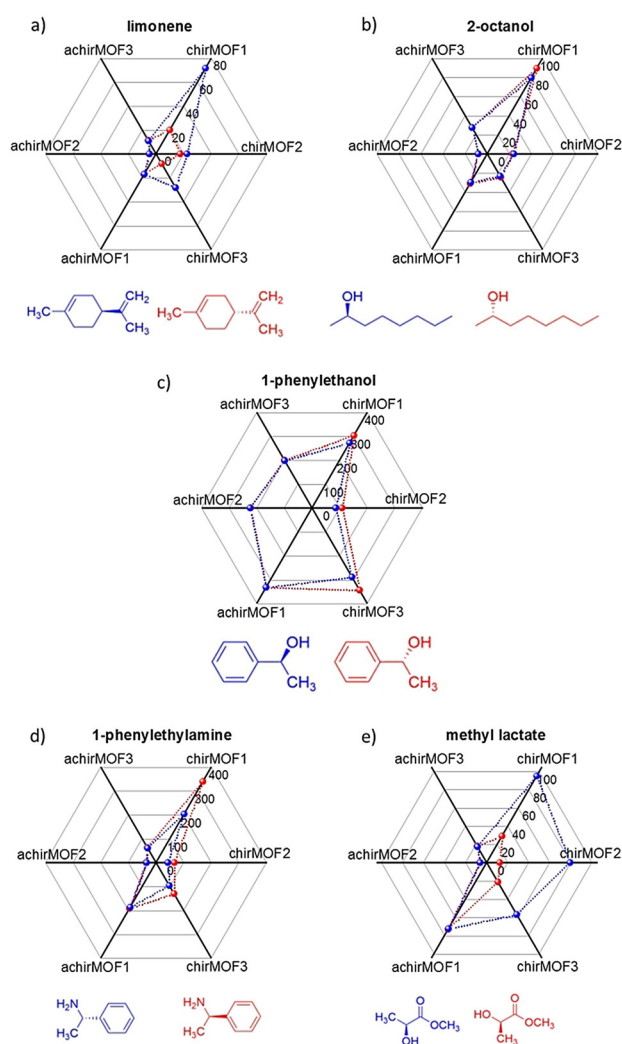 a)
limonene
achirMOF3
chirMOF1
80
60
40
20
0
achirMOF2
chirMOF2
achirMOF1
chirMOF3
H₃C
CH₂
CH₃
H₃C
CH₂
CH₃
b)
2-octanol
achirMOF3
chirMOF1
100
80
60
40
20
0
achirMOF2
chirMOF2
achirMOF1
chirMOF3
OH
OH
c)
1-phenylethanol
achirMOF3
chirMOF1
400
300
200
100
0
achirMOF2
chirMOF2
achirMOF1
chirMOF3
OH
CH₃
OH
CH₃
d)
1-phenylethylamine
achirMOF3
chirMOF1
400
300
200
100
0
achirMOF2
chirMOF2
achirMOF1
chirMOF3
H₂N
CH₃
H₂N
CH₃
e)
methyl lactate
achirMOF3
chirMOF1
100
80
60
40
20
0
achirMOF2
chirMOF2
achirMOF1
chirMOF3
H₃C
O
OCH₃
OH
HO
O
OCH₃
CH₃